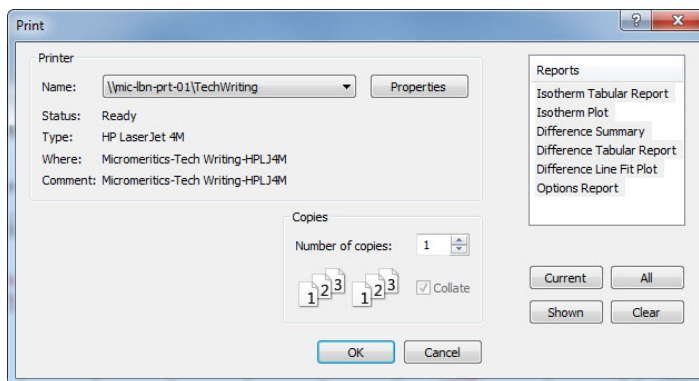 Print
Printer
Name: \\mic-lbn-prt-01\TechWriting Properties
Status: Ready
Type: HP LaserJet 4M
Where: Micromeritics-Tech Writing-HPLJ4M
Comment: Micromeritics-Tech Writing-HPLJ4M
Copies
Number of copies: 1
1 2 3 1 2 3 Collate
Reports
Isotherm Tabular Report
Isotherm Plot
Difference Summary
Difference Tabular Report
Difference Line Fit Plot
Options Report
Current All
Shown Clear
OK Cancel